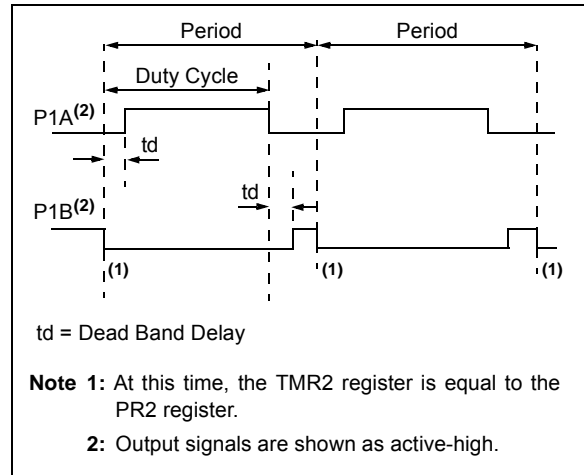 Period Period
Duty Cycle
P1A(2)
td
td
P1B(2)
(1) (1) (1)
td = Dead Band Delay
Note 1: At this time, the TMR2 register is equal to the
PR2 register.
2: Output signals are shown as active-high.